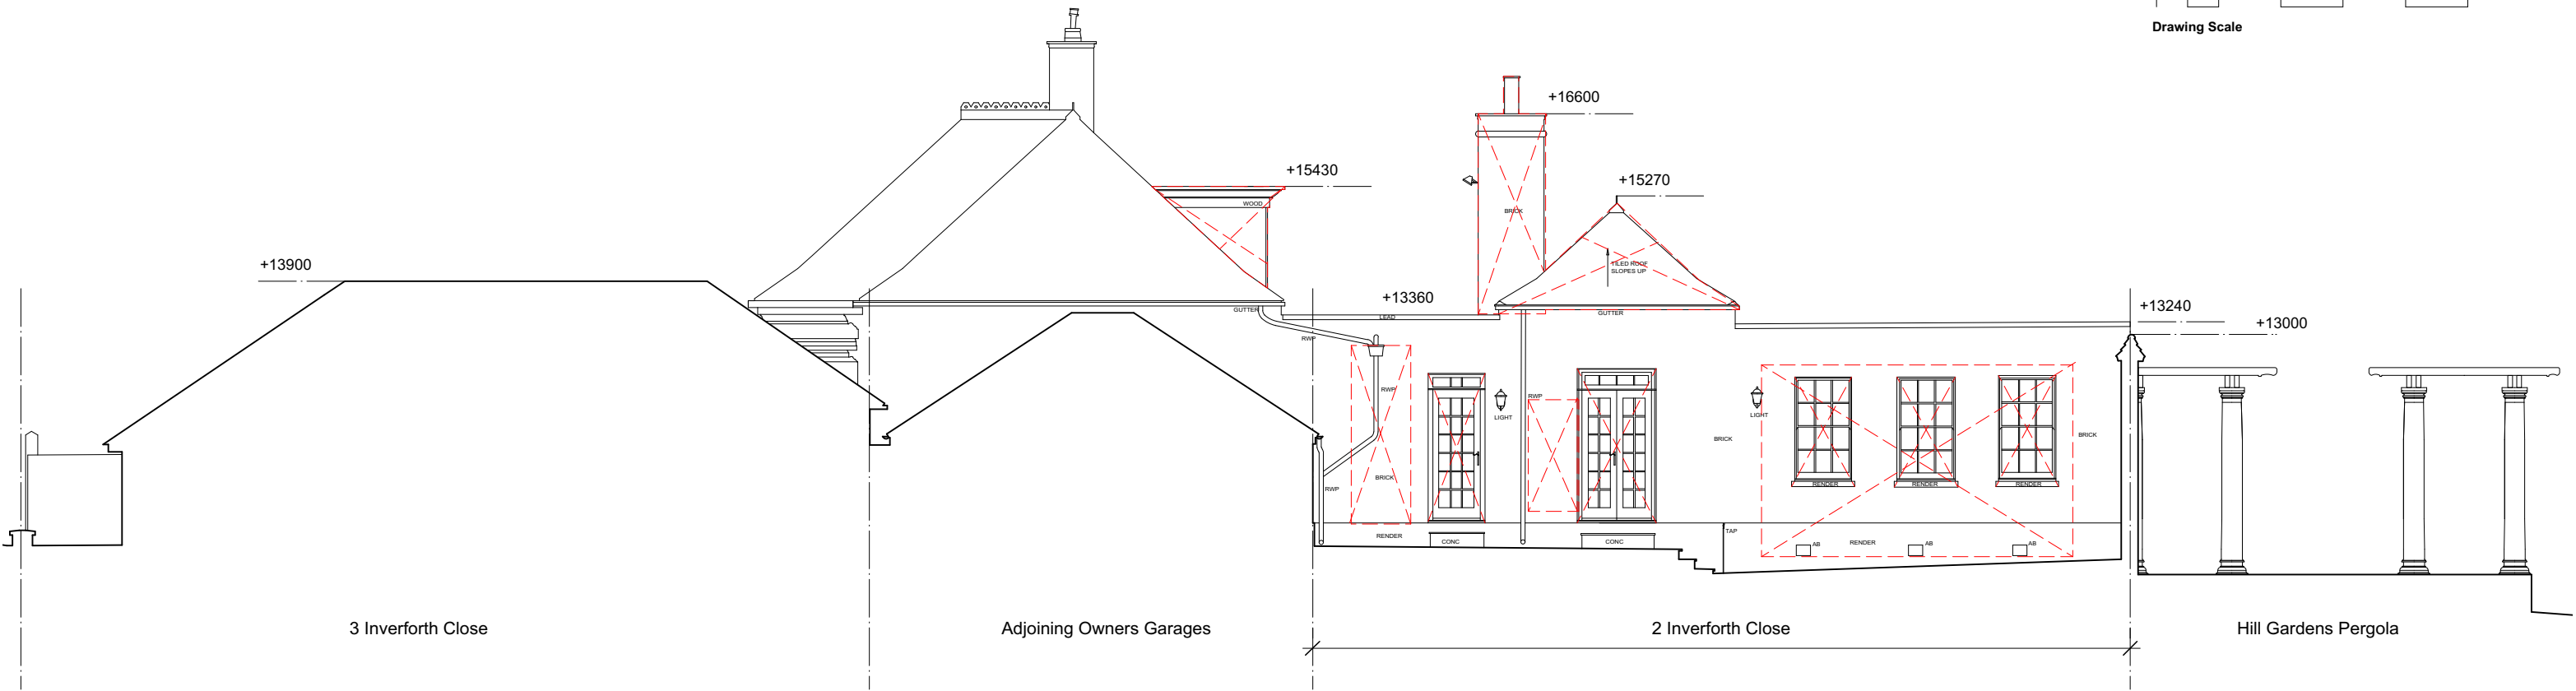 Drawing Scale
+16600
+15430
+15270
WOOD
BRICK
TILED ROOF
SLOPES UP
+13900
+13360
+13240
+13000
GUTTER
LEAD
GUTTER
RWP
RWP
RWP
LIGHT
LIGHT
BRICK
BRICK
BRICK
RWP
RENDER
RENDER
RENDER
RENDER
CONC
CONC
TAP
RENDER
AB
AB
AB
3 Inverforth Close
Adjoining Owners Garages
2 Inverforth Close
Hill Gardens Pergola